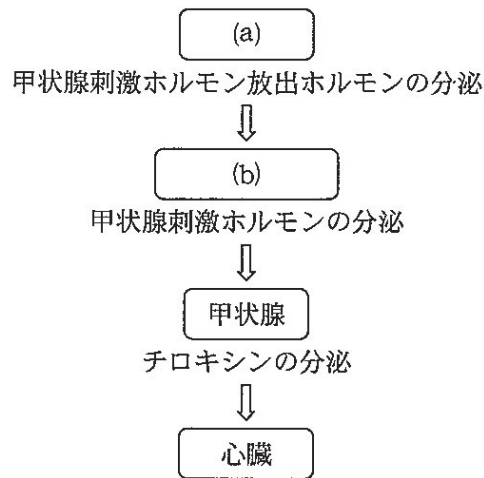 (a)
甲状腺刺激ホルモン放出ホルモンの分泌
(b)
甲状腺刺激ホルモンの分泌
甲状腺
チロキシンの分泌
心臓